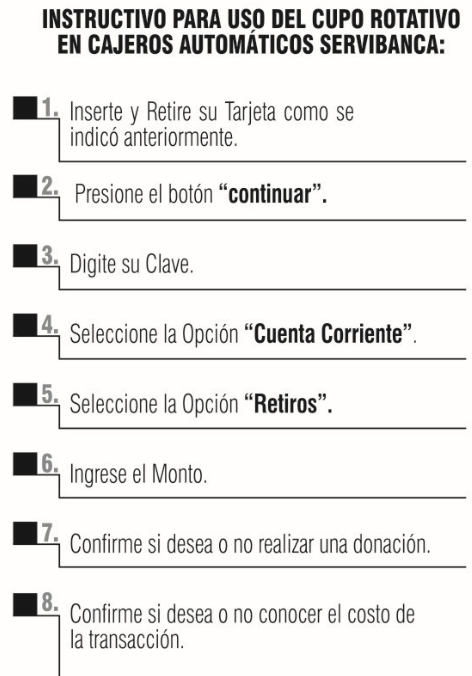 INSTRUCTIVO PARA USO DEL CUPO ROTATIVO
EN CAJEROS AUTOMÁTICOS SERVIBANCA:
1. Inserte y Retire su Tarjeta como se
indicó anteriormente.
2. Presione el botón “continuar”.
3. Digite su Clave.
4. Seleccione la Opción “Cuenta Corriente”.
5. Seleccione la Opción “Retiros”.
6. Ingrese el Monto.
7. Confirme si desea o no realizar una donación.
8. Confirme si desea o no conocer el costo de
la transacción.